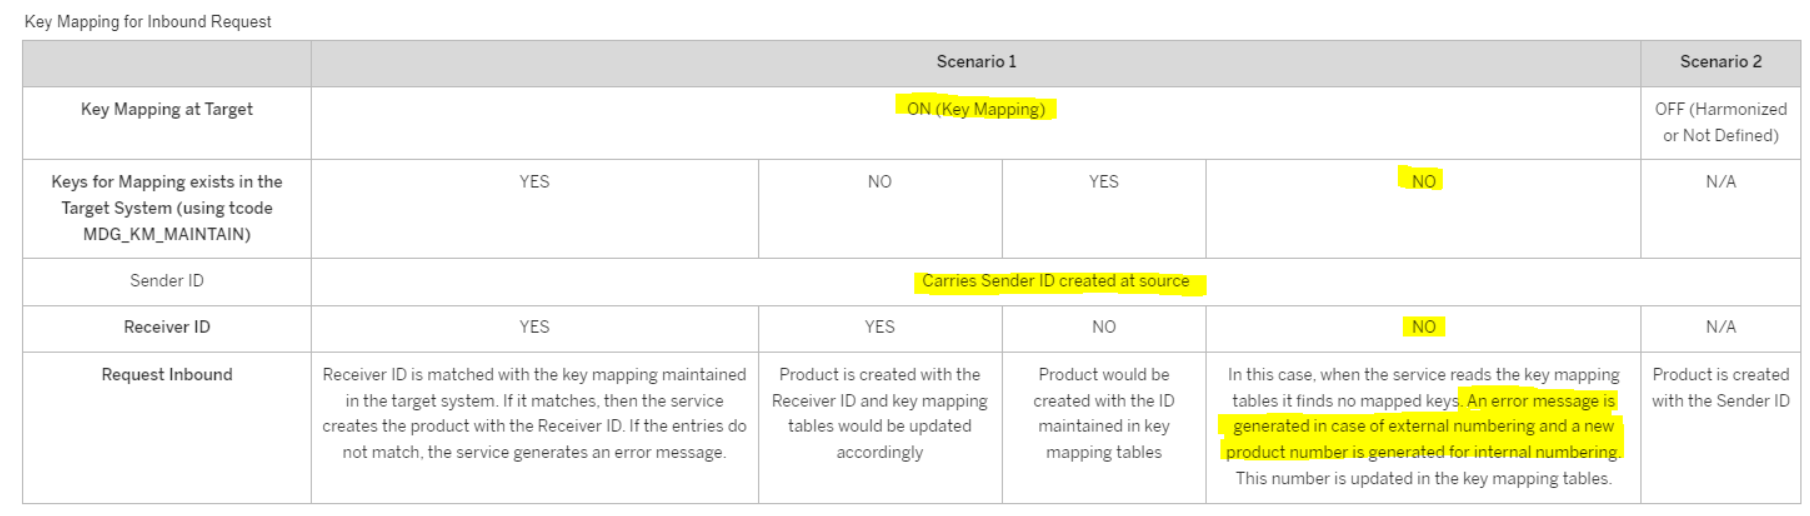 Key Mapping for Inbound Request
Scenario 1
Scenario 2
Key Mapping at Target
ON (Key Mapping)
OFF (Harmonized
or Not Defined)
Keys for Mapping exists in the
Target System (using tcode
MDG_KM_MAINTAIN)
YES
NO
YES
NO
N/A
Sender ID
Carries Sender ID created at source
Receiver ID
YES
YES
NO
NO
N/A
Request Inbound
Receiver ID is matched with the key mapping maintained
in the target system. If it matches, then the service
creates the product with the Receiver ID. If the entries do
not match, the service generates an error message.
Product is created with the
Receiver ID and key mapping
tables would be updated
accordingly
Product would be
created with the ID
maintained in key
mapping tables
In this case, when the service reads the key mapping
tables it finds no mapped keys. An error message is
generated in case of external numbering and a new
product number is generated for internal numbering.
This number is updated in the key mapping tables.
Product is created
with the Sender ID